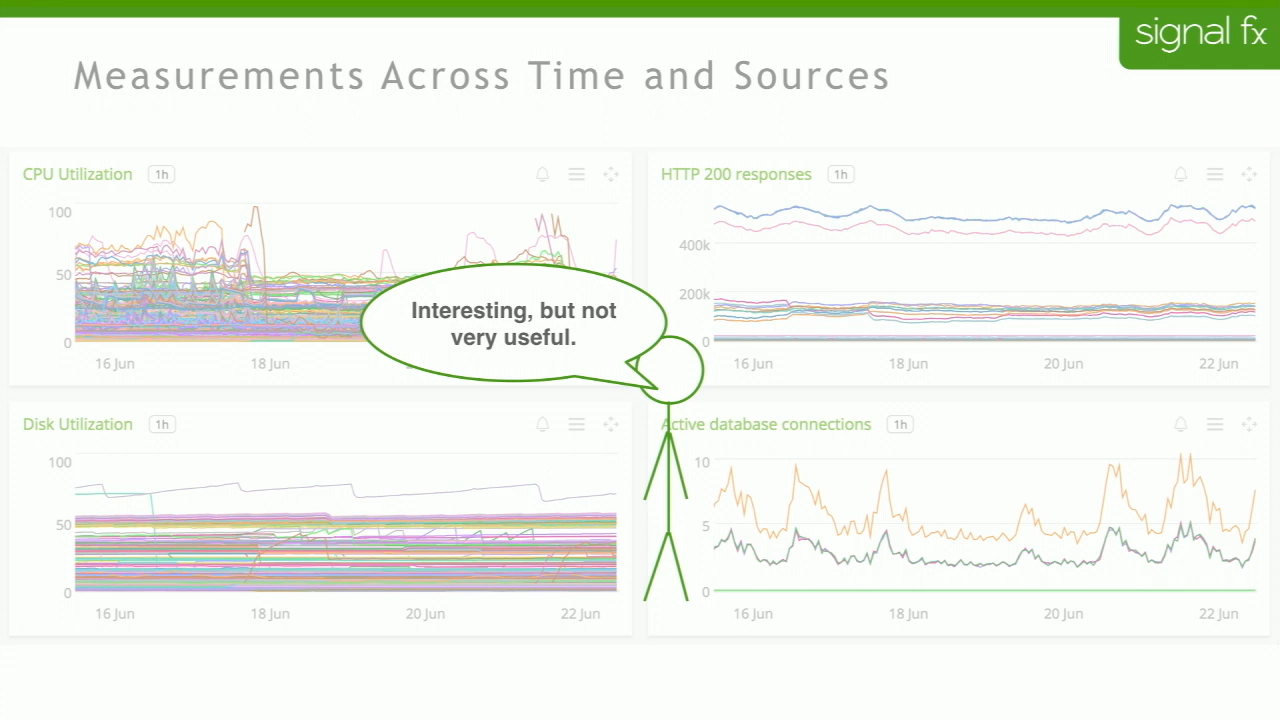 signal fx
Measurements Across Time and Sources
CPU Utilization 1h
100
50
0
16 Jun 18 Jun
HTTP 200 responses 1h
400k
200k
0
16 Jun 18 Jun 20 Jun 22 Jun
Interesting, but not
very useful.
Disk Utilization 1h
100
50
0
16 Jun 18 Jun 20 Jun 22 Jun
Active database connections 1h
10
5
0
16 Jun 18 Jun 20 Jun 22 Jun